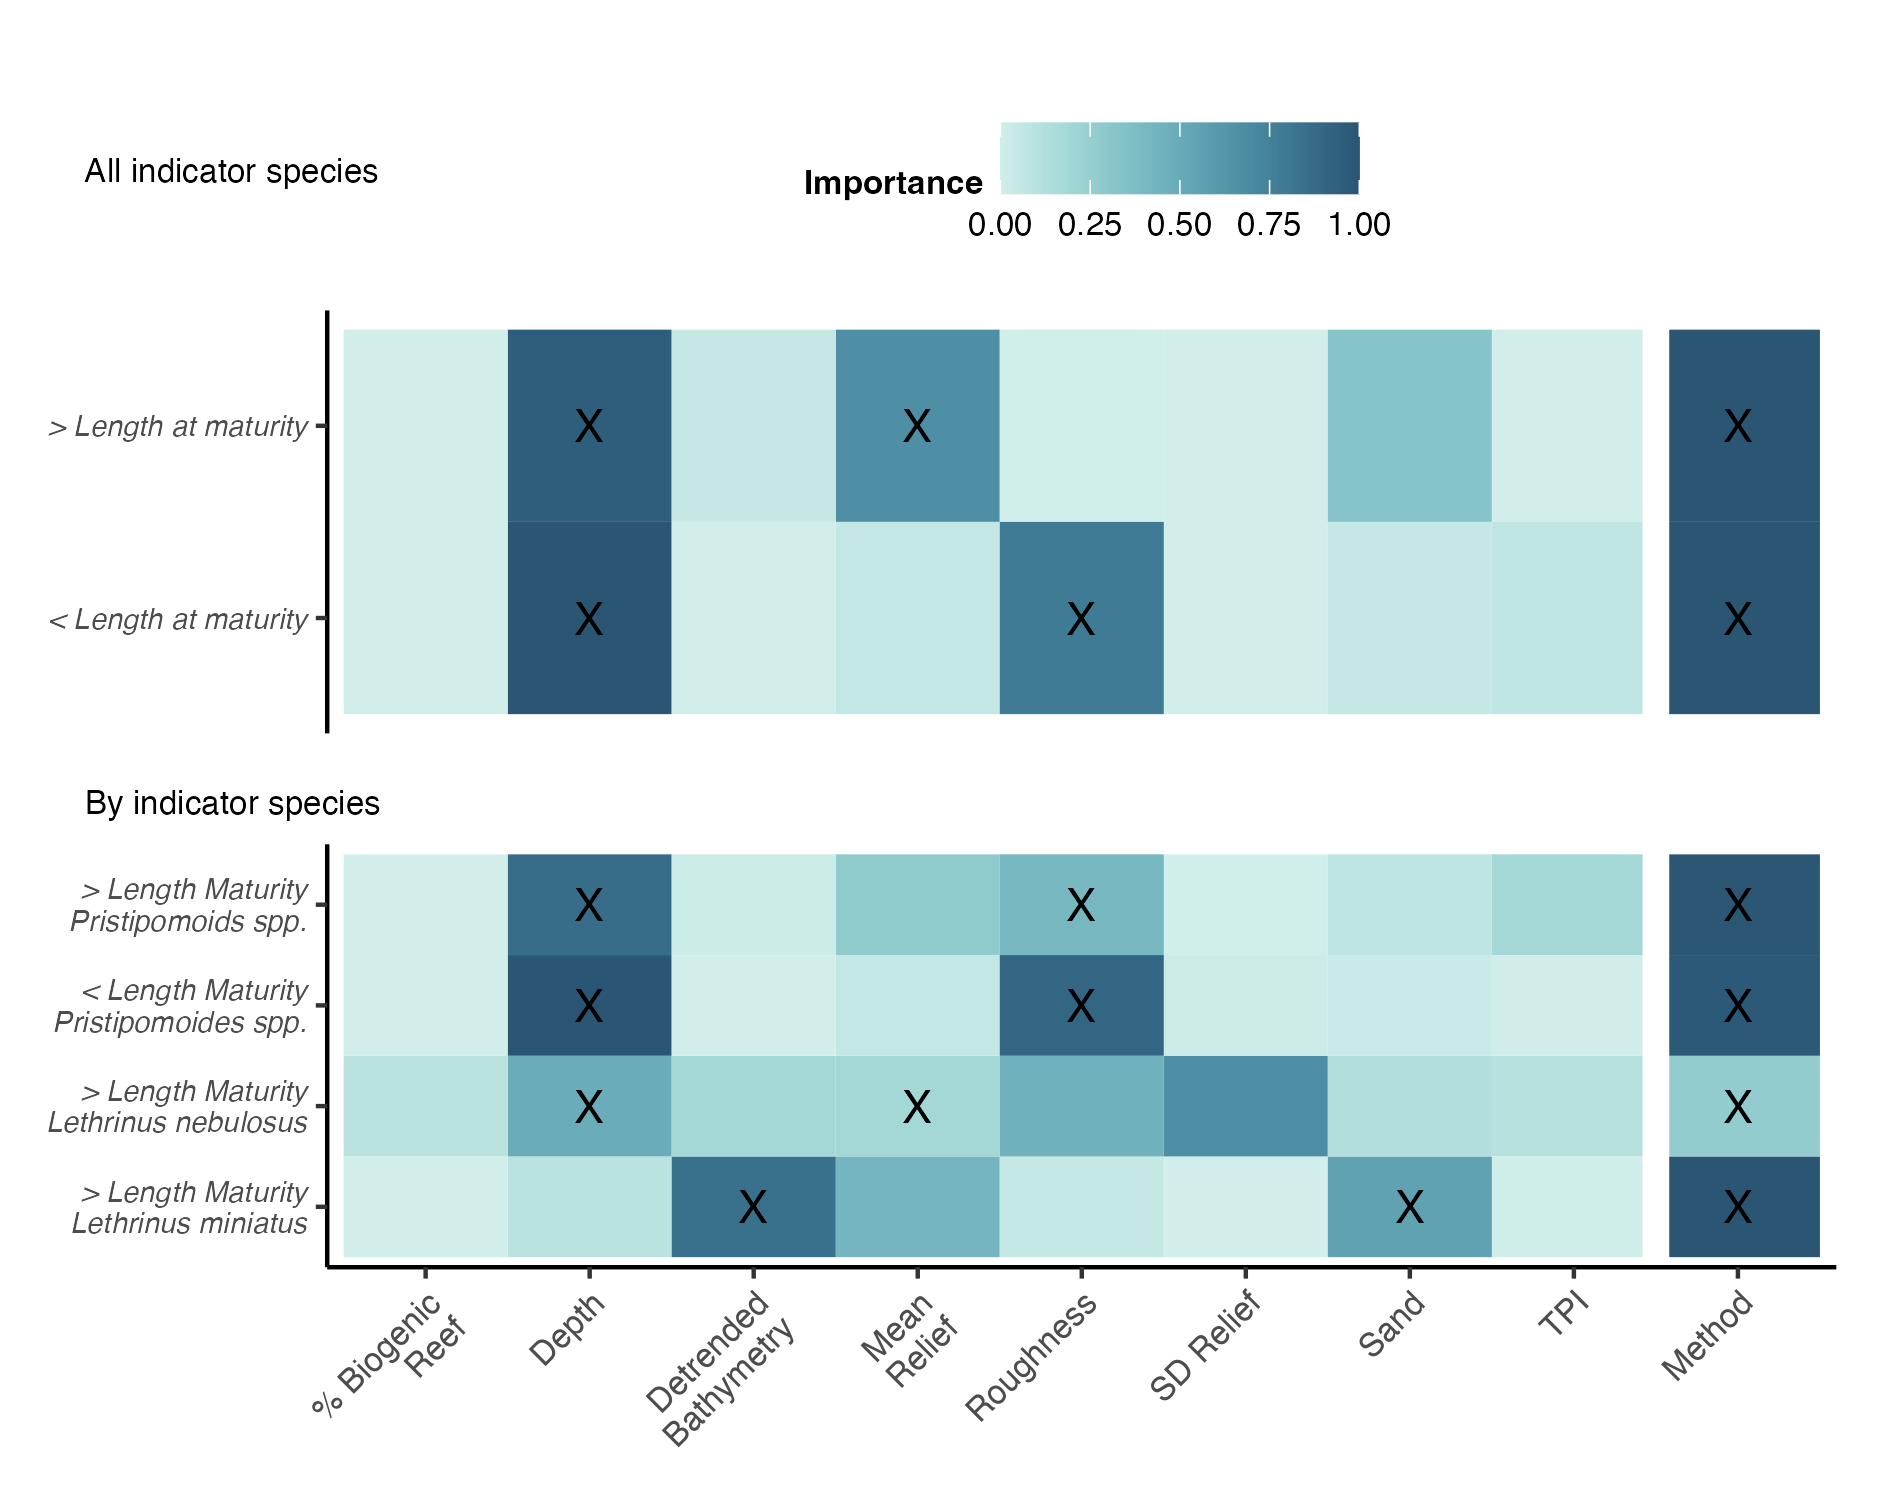 All indicator species
Importance
0.00 0.25 0.50 0.75 1.00
> Length at maturity
X X X
< Length at maturity
X X X
By indicator species
> Length Maturity
Pristipomoids spp.
X X X
< Length Maturity
Pristipomoides spp.
X X X
> Length Maturity
Lethrinus nebulosus
X X X
> Length Maturity
Lethrinus miniatus
X X X
% Biogenic
Reef
Depth
Detrended
Bathymetry
Mean
Relief
Roughness
SD Relief
Sand
TPI
Method